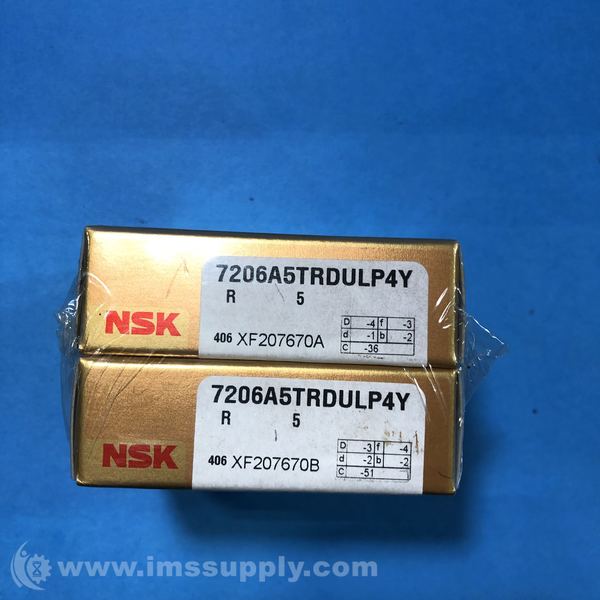 7206A5TRDULP4Y
R 5
NSK
406 XF207670A
D -4 f -3
d -1 b -2
C -36
7206A5TRDULP4Y
R 5
NSK
406 XF207670B
D -3 f -4
d -2 b -2
C -51
www.imssupply.com